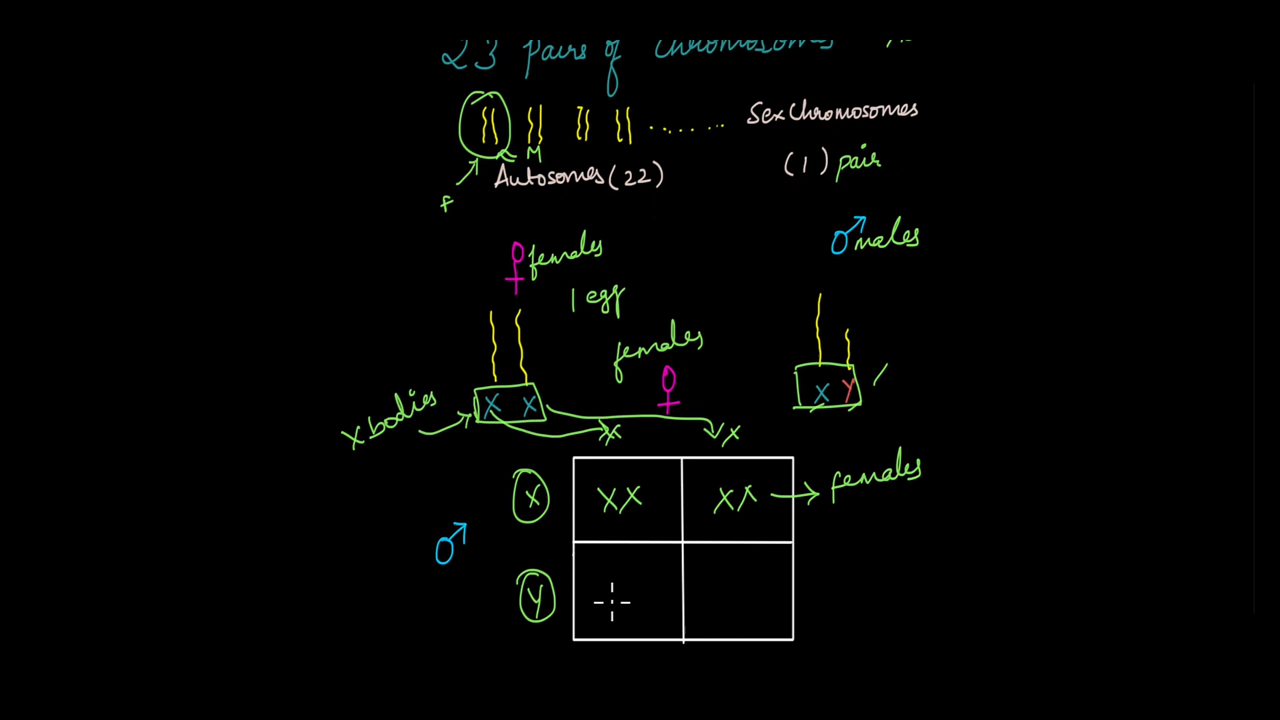 23 pairs of chromosomes
Sex Chromosomes
(1) pair
M
Autosomes (22)
F
males
females
1 egg
females
X Y
X bodies
X X
X X
X XX XX females
Y